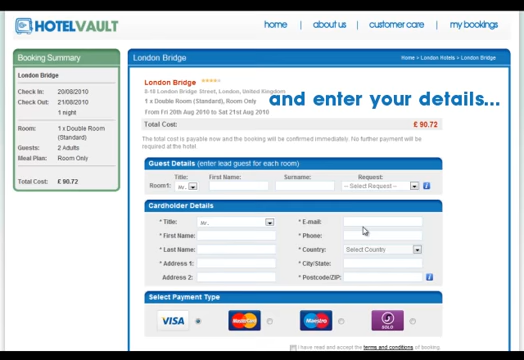 HOTELVAULT
home | about us | customer care | my bookings
Booking Summary
London Bridge
Check In: 20/08/2010
Check Out: 21/08/2010
1 night
Room: 1 x Double Room
(Standard)
Guests: 2 Adults
Meal Plan: Room Only
Total Cost: £ 90.72
London Bridge
Home > London Hotels > London Bridge
London Bridge
8-18 London Bridge Street, London, United Kingdom
and enter your details...
1 x Double Room (Standard), Room Only
From Fri 20th Aug 2010 to Sat 21st Aug 2010
Total Cost: £ 90.72
The total cost is payable now and the booking will be confirmed immediately. No further payment will be
required at the hotel
Guest Details (enter lead guest for each room)
Title: First Name: Surname: Request:
Room1: Mr. -- Select Request --
Cardholder Details
* Title: Mr. * E-mail:
* First Name: * Phone:
* Last Name: * Country: Select Country
* Address 1: * City/State:
Address 2: * Postcode/ZIP:
Select Payment Type
VISA MasterCard Maestro SOLO
I have read and accept the terms and conditions of booking